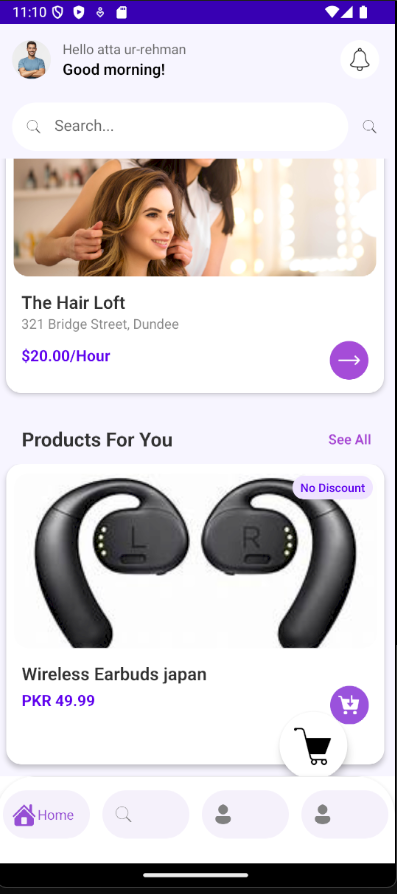 11:10
Hello atta ur-rehman
Good morning!
Search...
The Hair Loft
321 Bridge Street, Dundee
$20.00/Hour
Products For You
See All
No Discount
L
R
Wireless Earbuds japan
PKR 49.99
Home